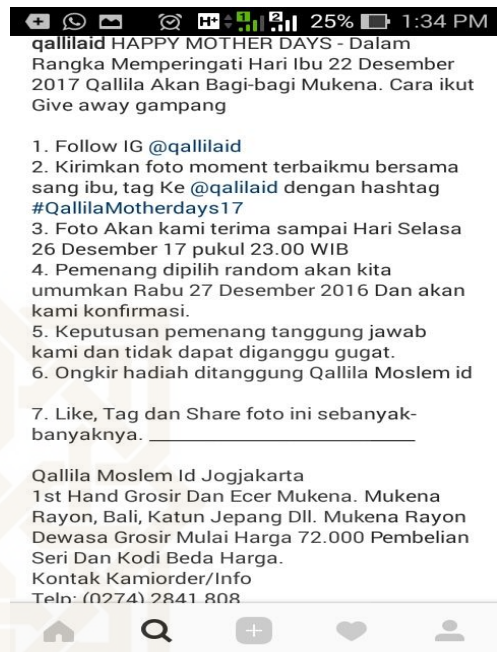 H+ 1 2 25% 1:34 PM
qallilaid HAPPY MOTHER DAYS - Dalam
Rangka Memperingati Hari Ibu 22 Desember
2017 Qallila Akan Bagi-bagi Mukena. Cara ikut
Give away gampang
1. Follow IG @qallilaid
2. Kirimkan foto moment terbaikmu bersama
sang ibu, tag Ke @qalilaid dengan hashtag
#QallilaMotherdays17
3. Foto Akan kami terima sampai Hari Selasa
26 Desember 17 pukul 23.00 WIB
4. Pemenang dipilih random akan kita
umumkan Rabu 27 Desember 2016 Dan akan
kami konfirmasi.
5. Keputusan pemenang tanggung jawab
kami dan tidak dapat diganggu gugat.
6. Ongkir hadiah ditanggung Qallila Moslem id
7. Like, Tag dan Share foto ini sebanyak-
banyaknya. ___________________________
Qallila Moslem Id Jogjakarta
1st Hand Grosir Dan Ecer Mukena. Mukena
Rayon, Bali, Katun Jepang Dll. Mukena Rayon
Dewasa Grosir Mulai Harga 72.000 Pembelian
Seri Dan Kodi Beda Harga.
Kontak Kamiorder/Info
Telp: (0274) 2841 808